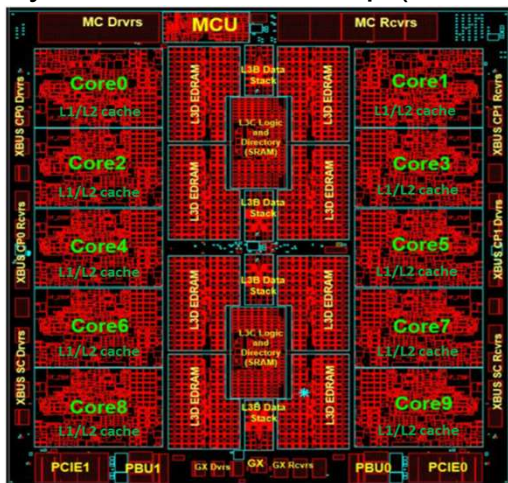 MC Drvrs
MCU
MC Rcvrs
XBUS CP0 Drvrs
Core0
L1/L2 cache
L3D EDRAM
L3B Data
Stack
L3D EDRAM
Core1
L1/L2 cache
XBUS CP1 Rcvrs
L3C Logic
and
Directory
(SRAM)
Core2
L1/L2 cache
L3D EDRAM
L3B Data
Stack
L3D EDRAM
Core3
L1/L2 cache
XBUS CP0 Rcvrs
Core4
L1/L2 cache
Core5
L1/L2 cache
XBUS CP1 Drvrs
L3D EDRAM
L3B Data
Stack
L3D EDRAM
XBUS SC Drvrs
Core6
L1/L2 cache
L3C Logic
and
Directory
(SRAM)
Core7
L1/L2 cache
XBUS SC Rcvrs
Core8
L1/L2 cache
L3D EDRAM
L3B Data
Stack
L3D EDRAM
Core9
L1/L2 cache
PCIE1
PBU1
GX Drvrs
GX
GX Rcvrs
PBU0
PCIE0